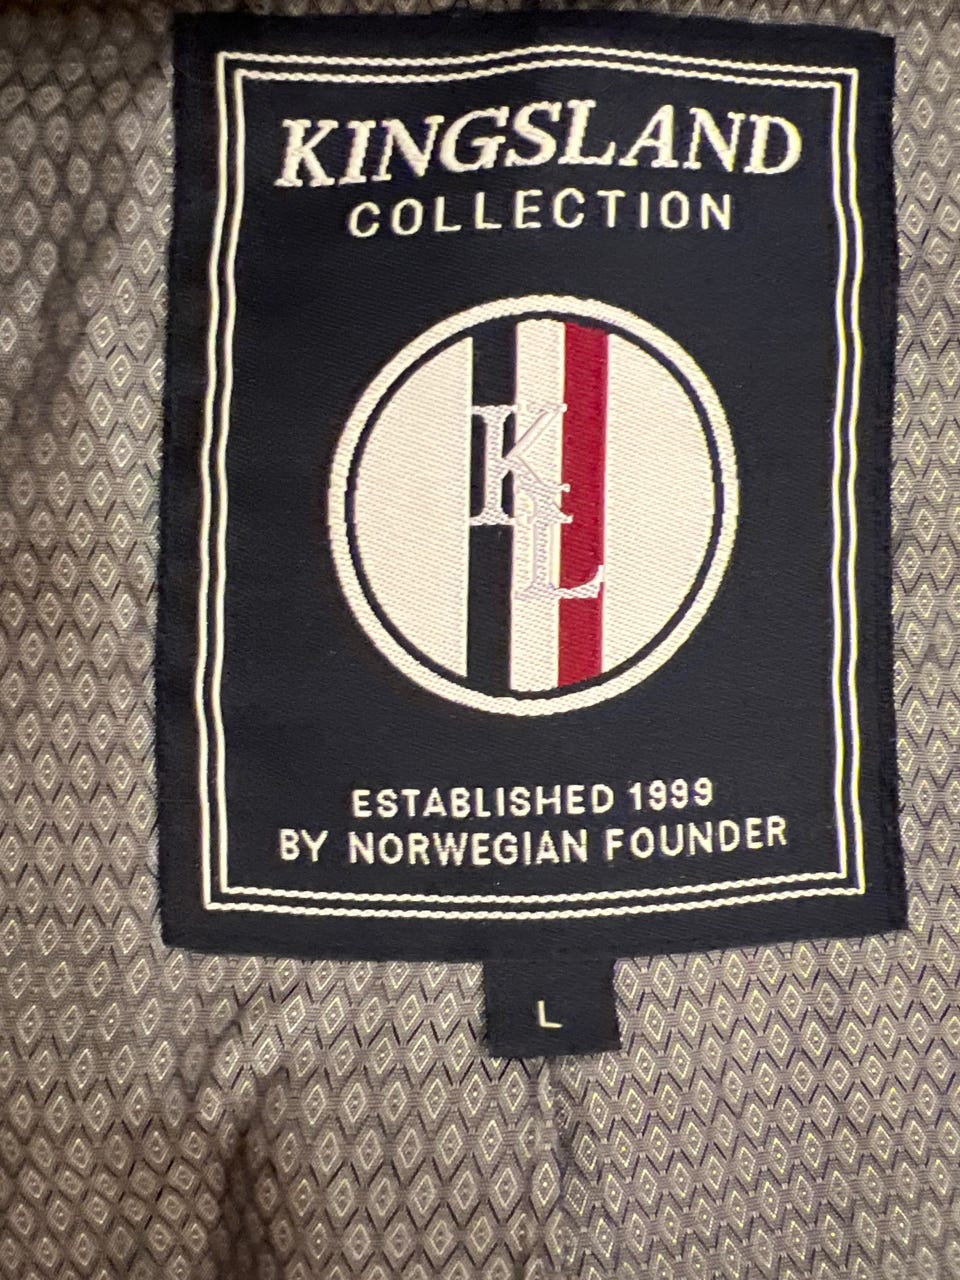 KINGSLAND
COLLECTION
KL
ESTABLISHED 1999
BY NORWEGIAN FOUNDER
L